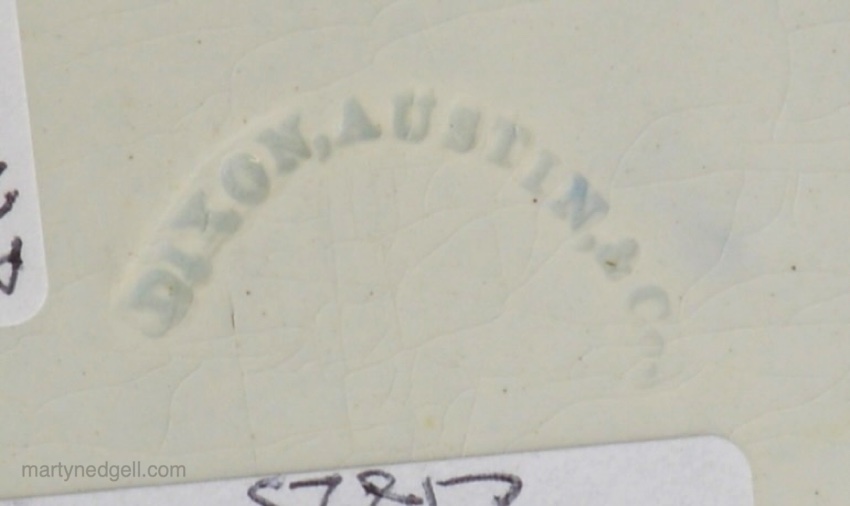 DIXON, AUSTIN, & Co
martynedgell.com